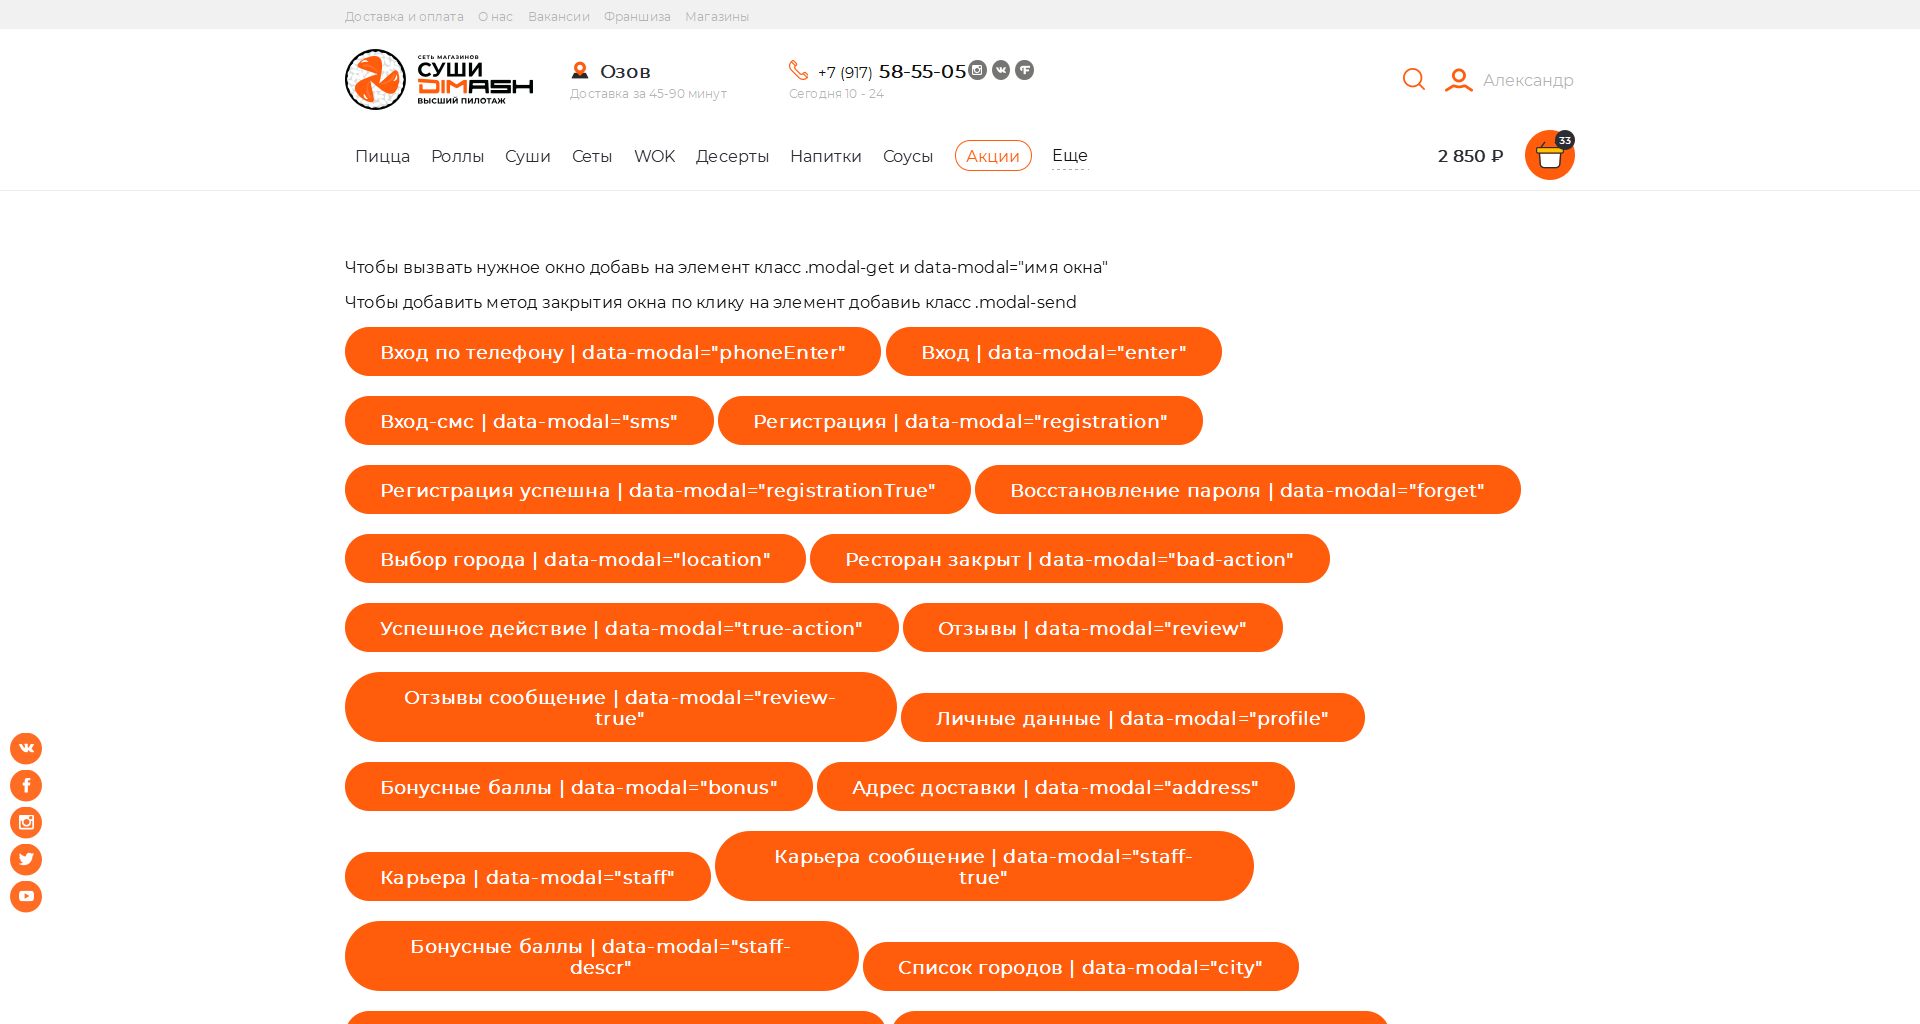 Доставка и оплата О нас Вакансии Франшиза Магазины
СЕТЬ МАГАЗИНОВ
СУШИ
DIMASH
ВЫСШИЙ ПИЛОТАЖ
Озов
Доставка за 45-90 минут
+7 (917) 58-55-05
Сегодня 10 - 24
Александр
Пицца Роллы Суши Сеты WOK Десерты Напитки Соусы Акции Еще
2 850 ₽
33
Чтобы вызвать нужное окно добавь на элемент класс .modal-get и data-modal="имя окна"
Чтобы добавить метод закрытия окна по клику на элемент добавиь класс .modal-send
Вход по телефону | data-modal="phoneEnter"
Вход | data-modal="enter"
Вход-смс | data-modal="sms"
Регистрация | data-modal="registration"
Регистрация успешна | data-modal="registrationTrue"
Восстановление пароля | data-modal="forget"
Выбор города | data-modal="location"
Ресторан закрыт | data-modal="bad-action"
Успешное действие | data-modal="true-action"
Отзывы | data-modal="review"
Отзывы сообщение | data-modal="review-
true"
Личные данные | data-modal="profile"
Бонусные баллы | data-modal="bonus"
Адрес доставки | data-modal="address"
Карьера | data-modal="staff"
Карьера сообщение | data-modal="staff-
true"
Бонусные баллы | data-modal="staff-
descr"
Список городов | data-modal="city"